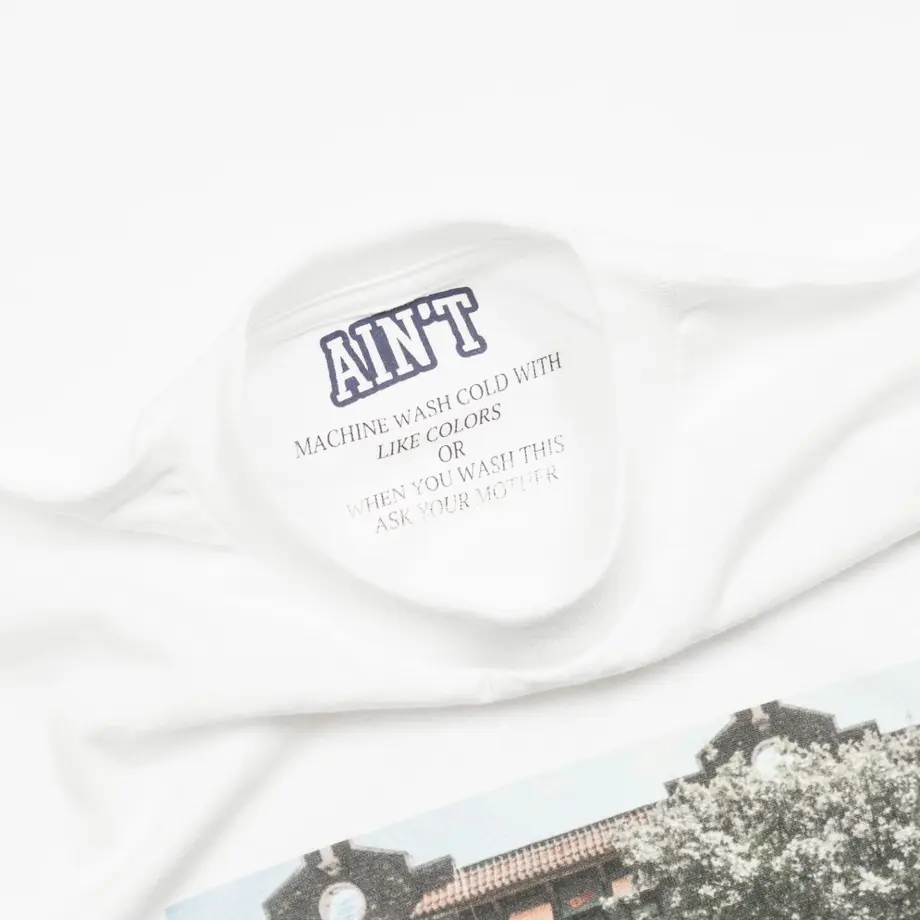 AIN'T
MACHINE WASH COLD WITH
LIKE COLORS
OR
WHEN YOU WASH THIS
ASK YOUR MOTHER